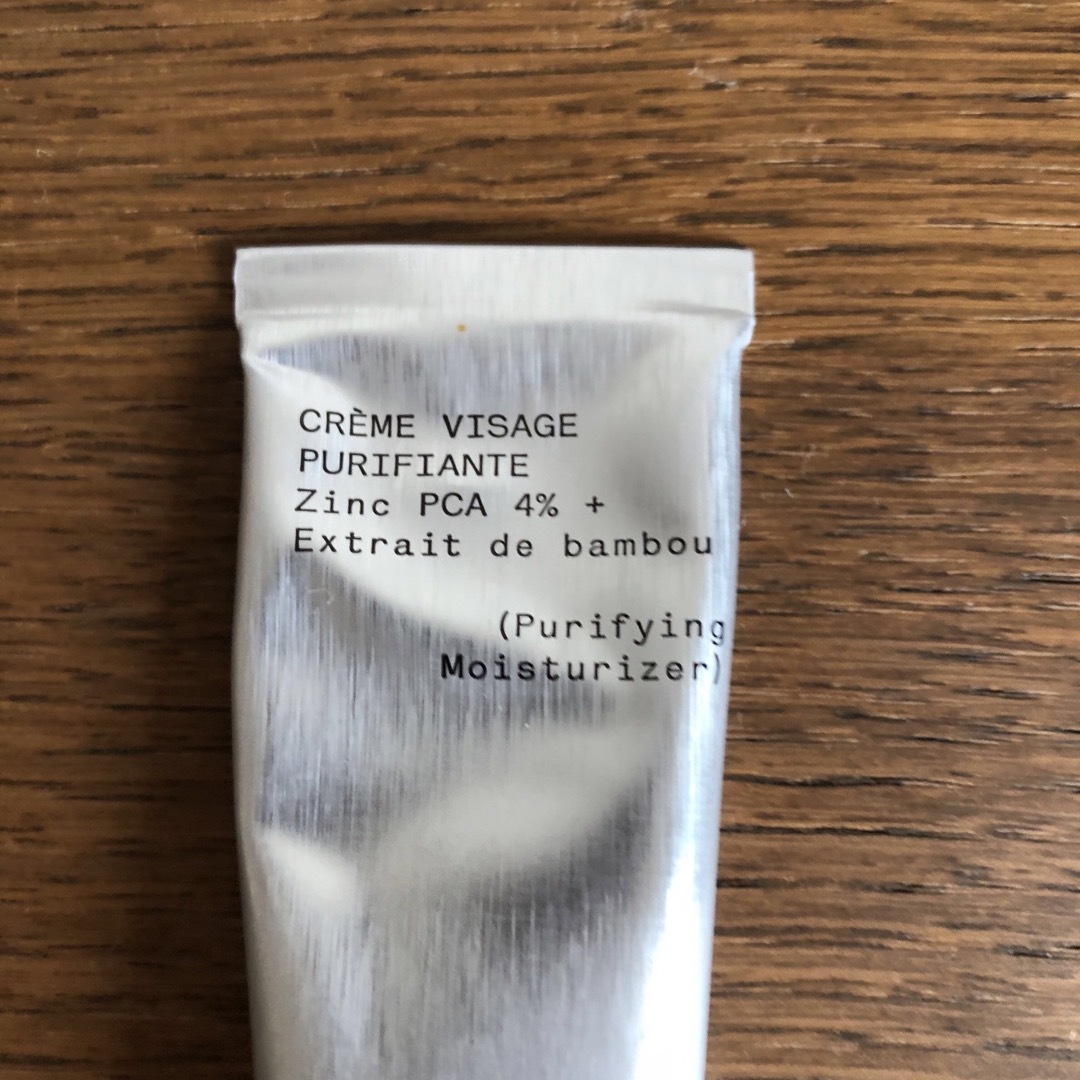 CRÈME VISAGE
PURIFIANTE
Zinc PCA 4% +
Extrait de bambou
(Purifying
Moisturizer)